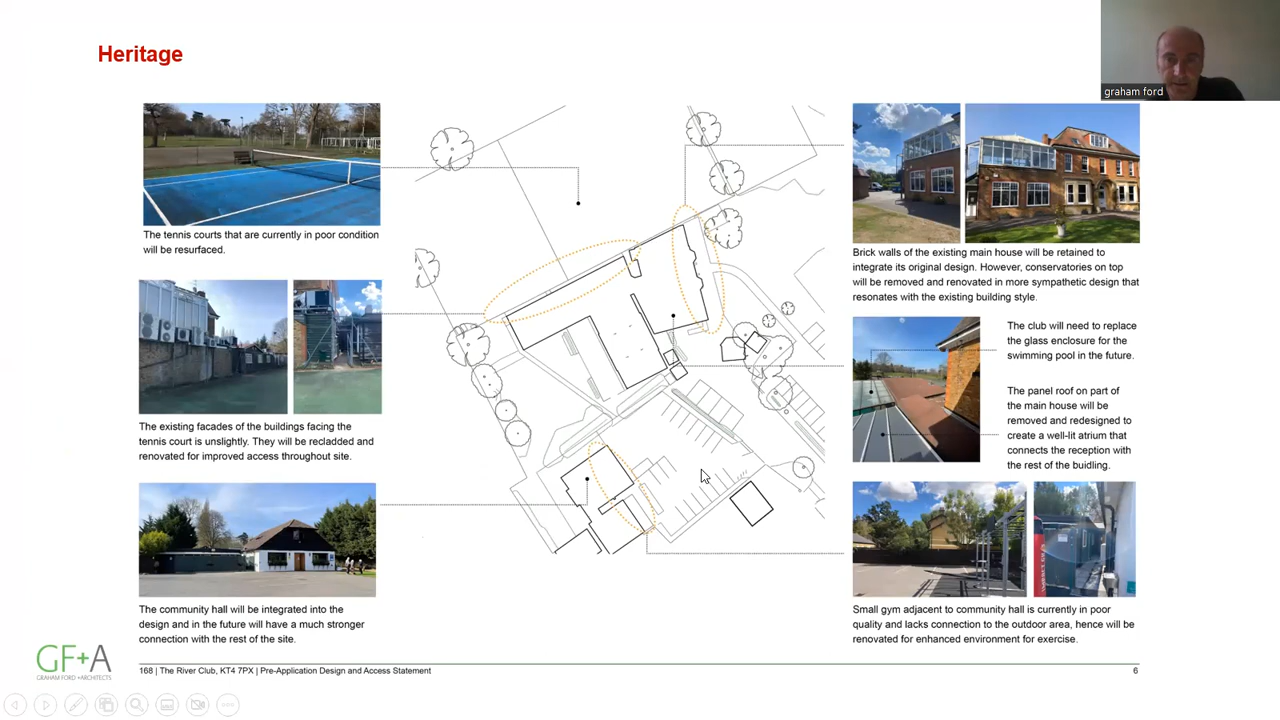 Heritage
graham ford
The tennis courts that are currently in poor condition
will be resurfaced.
The existing facades of the buildings facing the
tennis court is unslightly. They will be recladded and
renovated for improved access throughout site.
The community hall will be integrated into the
design and in the future will have a much stronger
connection with the rest of the site.
Brick walls of the existing main house will be retained to
integrate its original design. However, conservatories on top
will be removed and renovated in more sympathetic design that
resonates with the existing building style.
The club will need to replace
the glass enclosure for the
swimming pool in the future.
The panel roof on part of
the main house will be
removed and redesigned to
create a well-lit atrium that
connects the reception with
the rest of the buidling.
Small gym adjacent to community hall is currently in poor
quality and lacks connection to the outdoor area, hence will be
renovated for enhanced environment for exercise.
GF+A
GRAHAM FORD +ARCHITECTS
168 | The River Club, KT4 7PX | Pre-Application Design and Access Statement
6